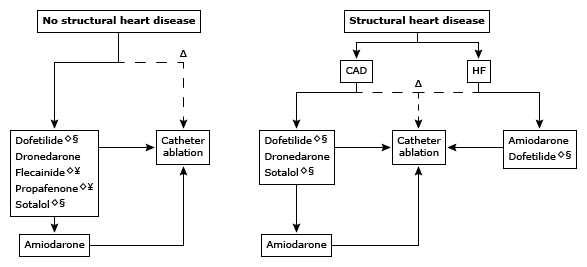 No structural heart disease
Δ
Dofetilide◇§
Dronedarone
Flecainide◇¥
Propafenone◇¥
Sotalol◇§
Catheter
ablation
Amiodarone
Structural heart disease
CAD
HF
Δ
Dofetilide◇§
Dronedarone
Sotalol◇§
Catheter
ablation
Amiodarone
Dofetilide◇§
Amiodarone